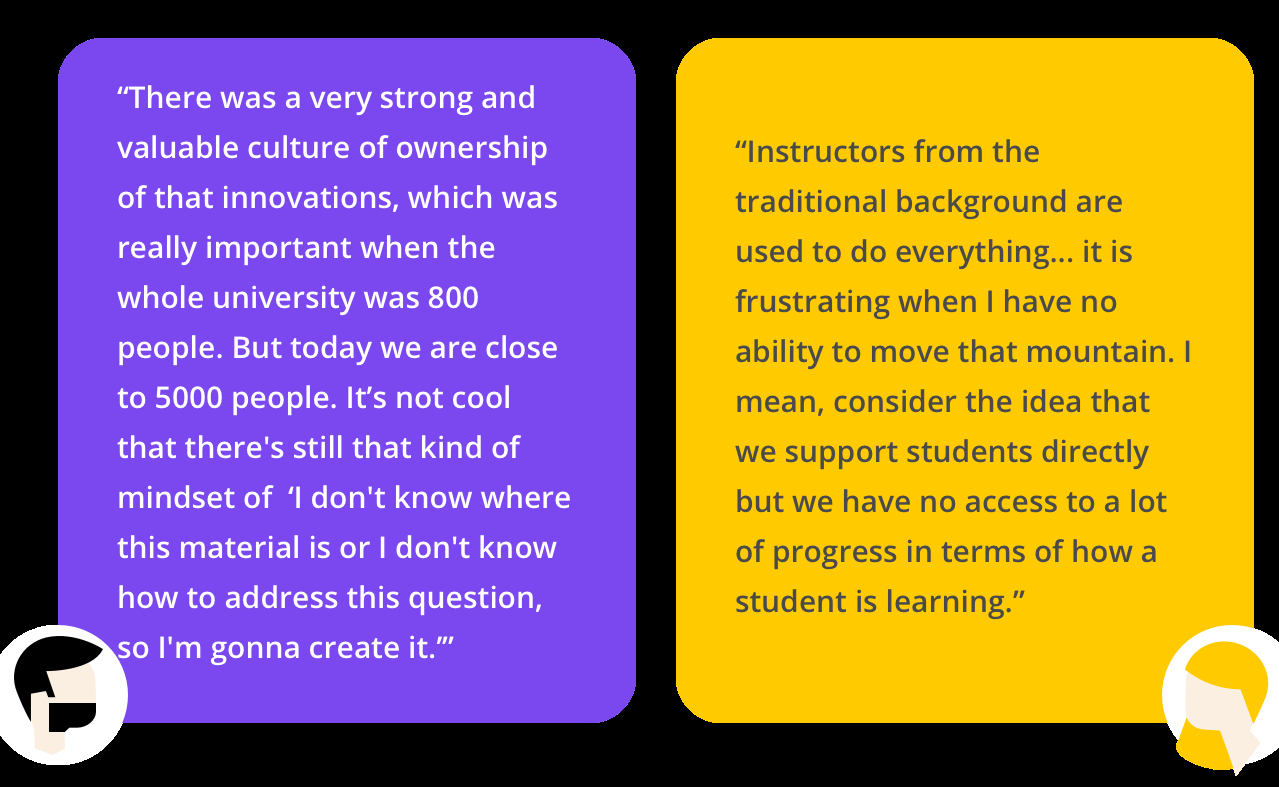 “There was a very strong and
valuable culture of ownership
of that innovations, which was
really important when the
whole university was 800
people. But today we are close
to 5000 people. It’s not cool
that there's still that kind of
mindset of  ‘I don't know where
this material is or I don't know
how to address this question,
so I'm gonna create it.’”
“Instructors from the
traditional background are
used to do everything... it is
frustrating when I have no
ability to move that mountain. I
mean, consider the idea that
we support students directly
but we have no access to a lot
of progress in terms of how a
student is learning.”